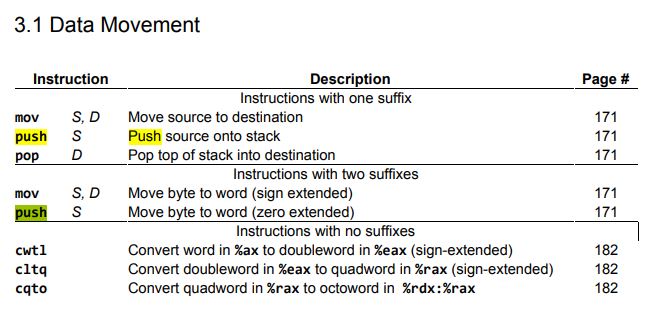 3.1 Data Movement
Instruction Description Page #
Instructions with one suffix
mov S, D Move source to destination 171
push S Push source onto stack 171
pop D Pop top of stack into destination 171
Instructions with two suffixes
mov S, D Move byte to word (sign extended) 171
push S Move byte to word (zero extended) 171
Instructions with no suffixes
cwtl Convert word in %ax to doubleword in %eax (sign-extended) 182
cltq Convert doubleword in %eax to quadword in %rax (sign-extended) 182
cqto Convert quadword in %rax to octoword in %rdx:%rax 182